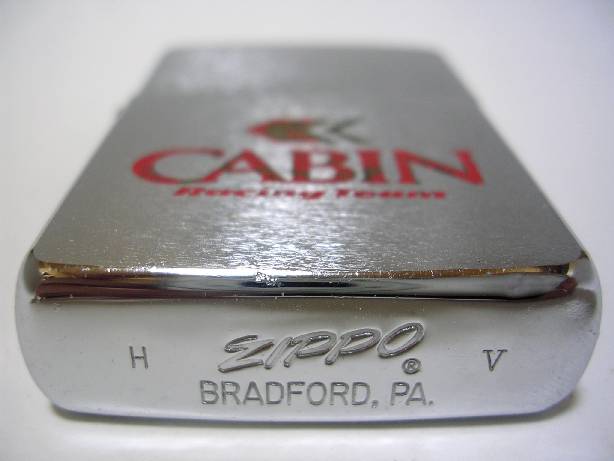 CABIN
Racing Team
H ZIPPO ® V
BRADFORD, PA.